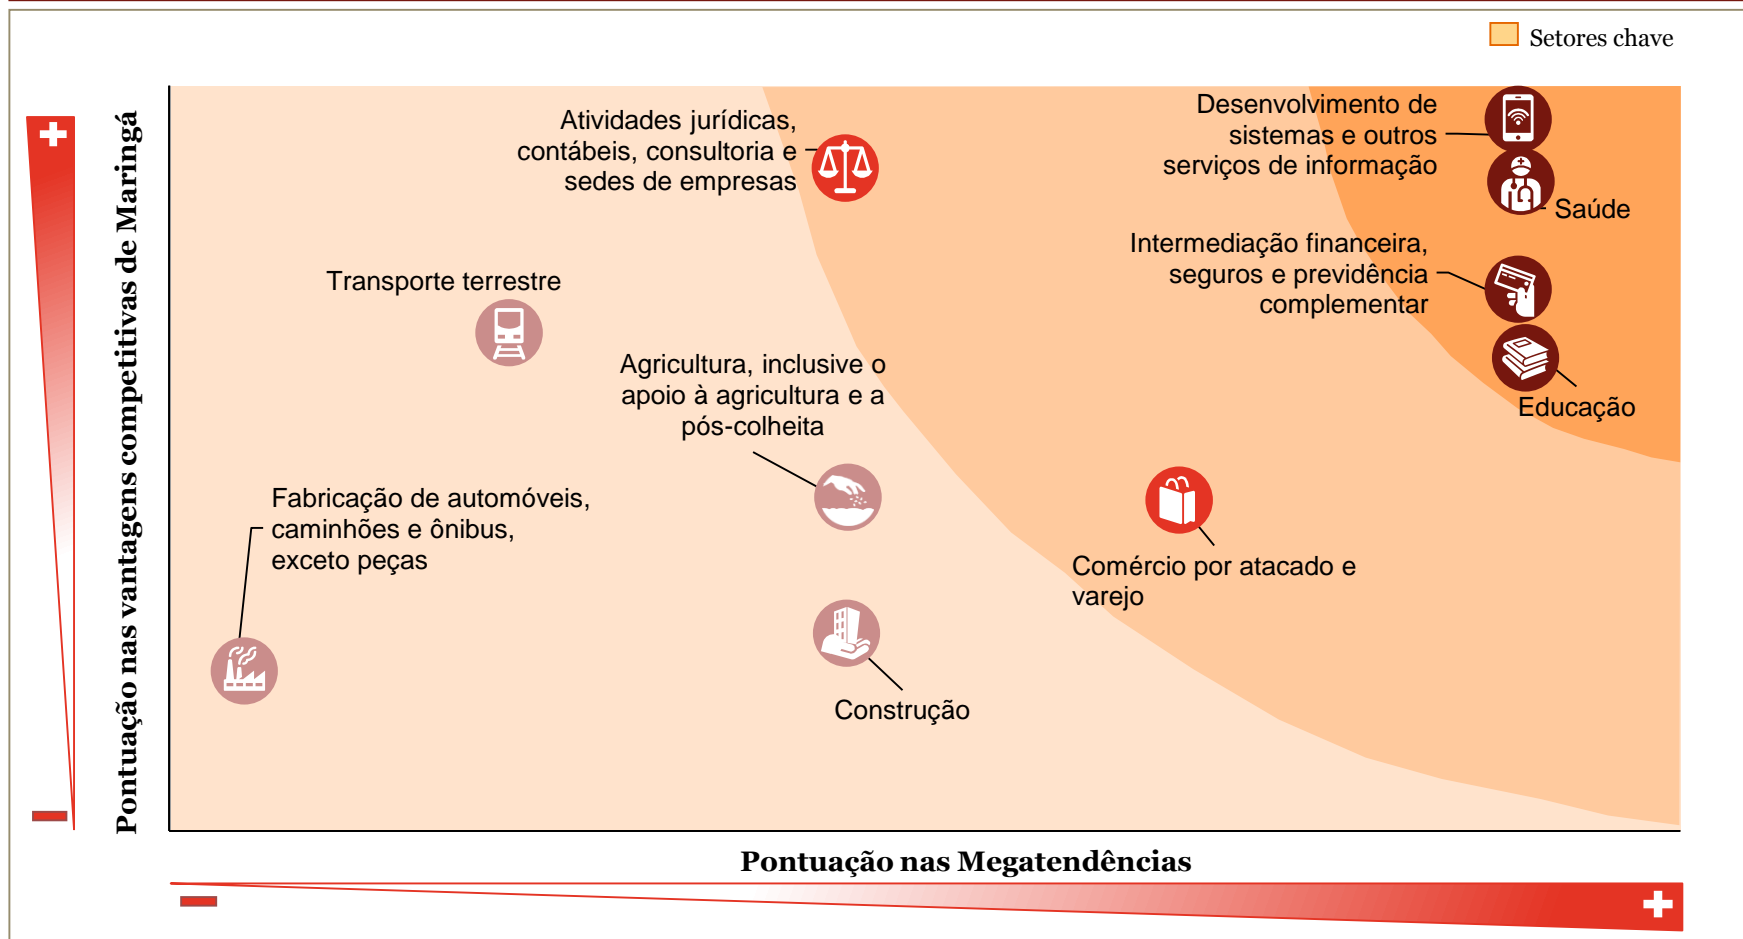 Setores chave
Pontuação nas vantagens competitivas de Maringá
Atividades jurídicas,
contábeis, consultoria e
sedes de empresas
Desenvolvimento de
sistemas e outros
serviços de informação
Saúde
Intermediação financeira,
seguros e previdência
complementar
Transporte terrestre
Educação
Agricultura, inclusive o
apoio à agricultura e a
pós-colheita
Fabricação de automóveis,
caminhões e ônibus,
exceto peças
Comércio por atacado e
varejo
Construção
Pontuação nas Megatendências